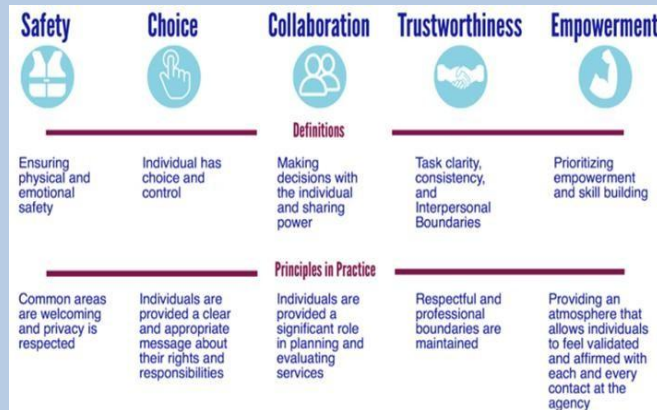 Safety
Choice
Collaboration
Trustworthiness
Empowerment
Definitions
Ensuring
physical and
emotional
safety
Individual has
choice and
control
Making
decisions with
the individual
and sharing
power
Task clarity,
consistency,
and
Interpersonal
Boundaries
Prioritizing
empowerment
and skill building
Principles in Practice
Common areas
are welcoming
and privacy is
respected
Individuals are
provided a clear
and appropriate
message about
their rights and
responsibilities
Individuals are
provided a
significant role
in planning and
evaluating
services
Respectful and
professional
boundaries are
maintained
Providing an
atmosphere that
allows individuals
to feel validated
and affirmed with
each and every
contact at the
agency